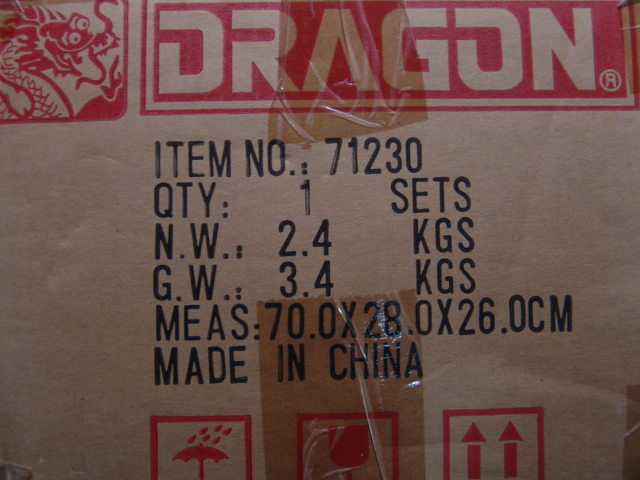 DRAGON®
ITEM NO.: 71230
QTY: 1 SETS
N.W.: 2.4 KGS
G.W.: 3.4 KGS
MEAS: 70.0X28.0X26.0CM
MADE IN CHINA